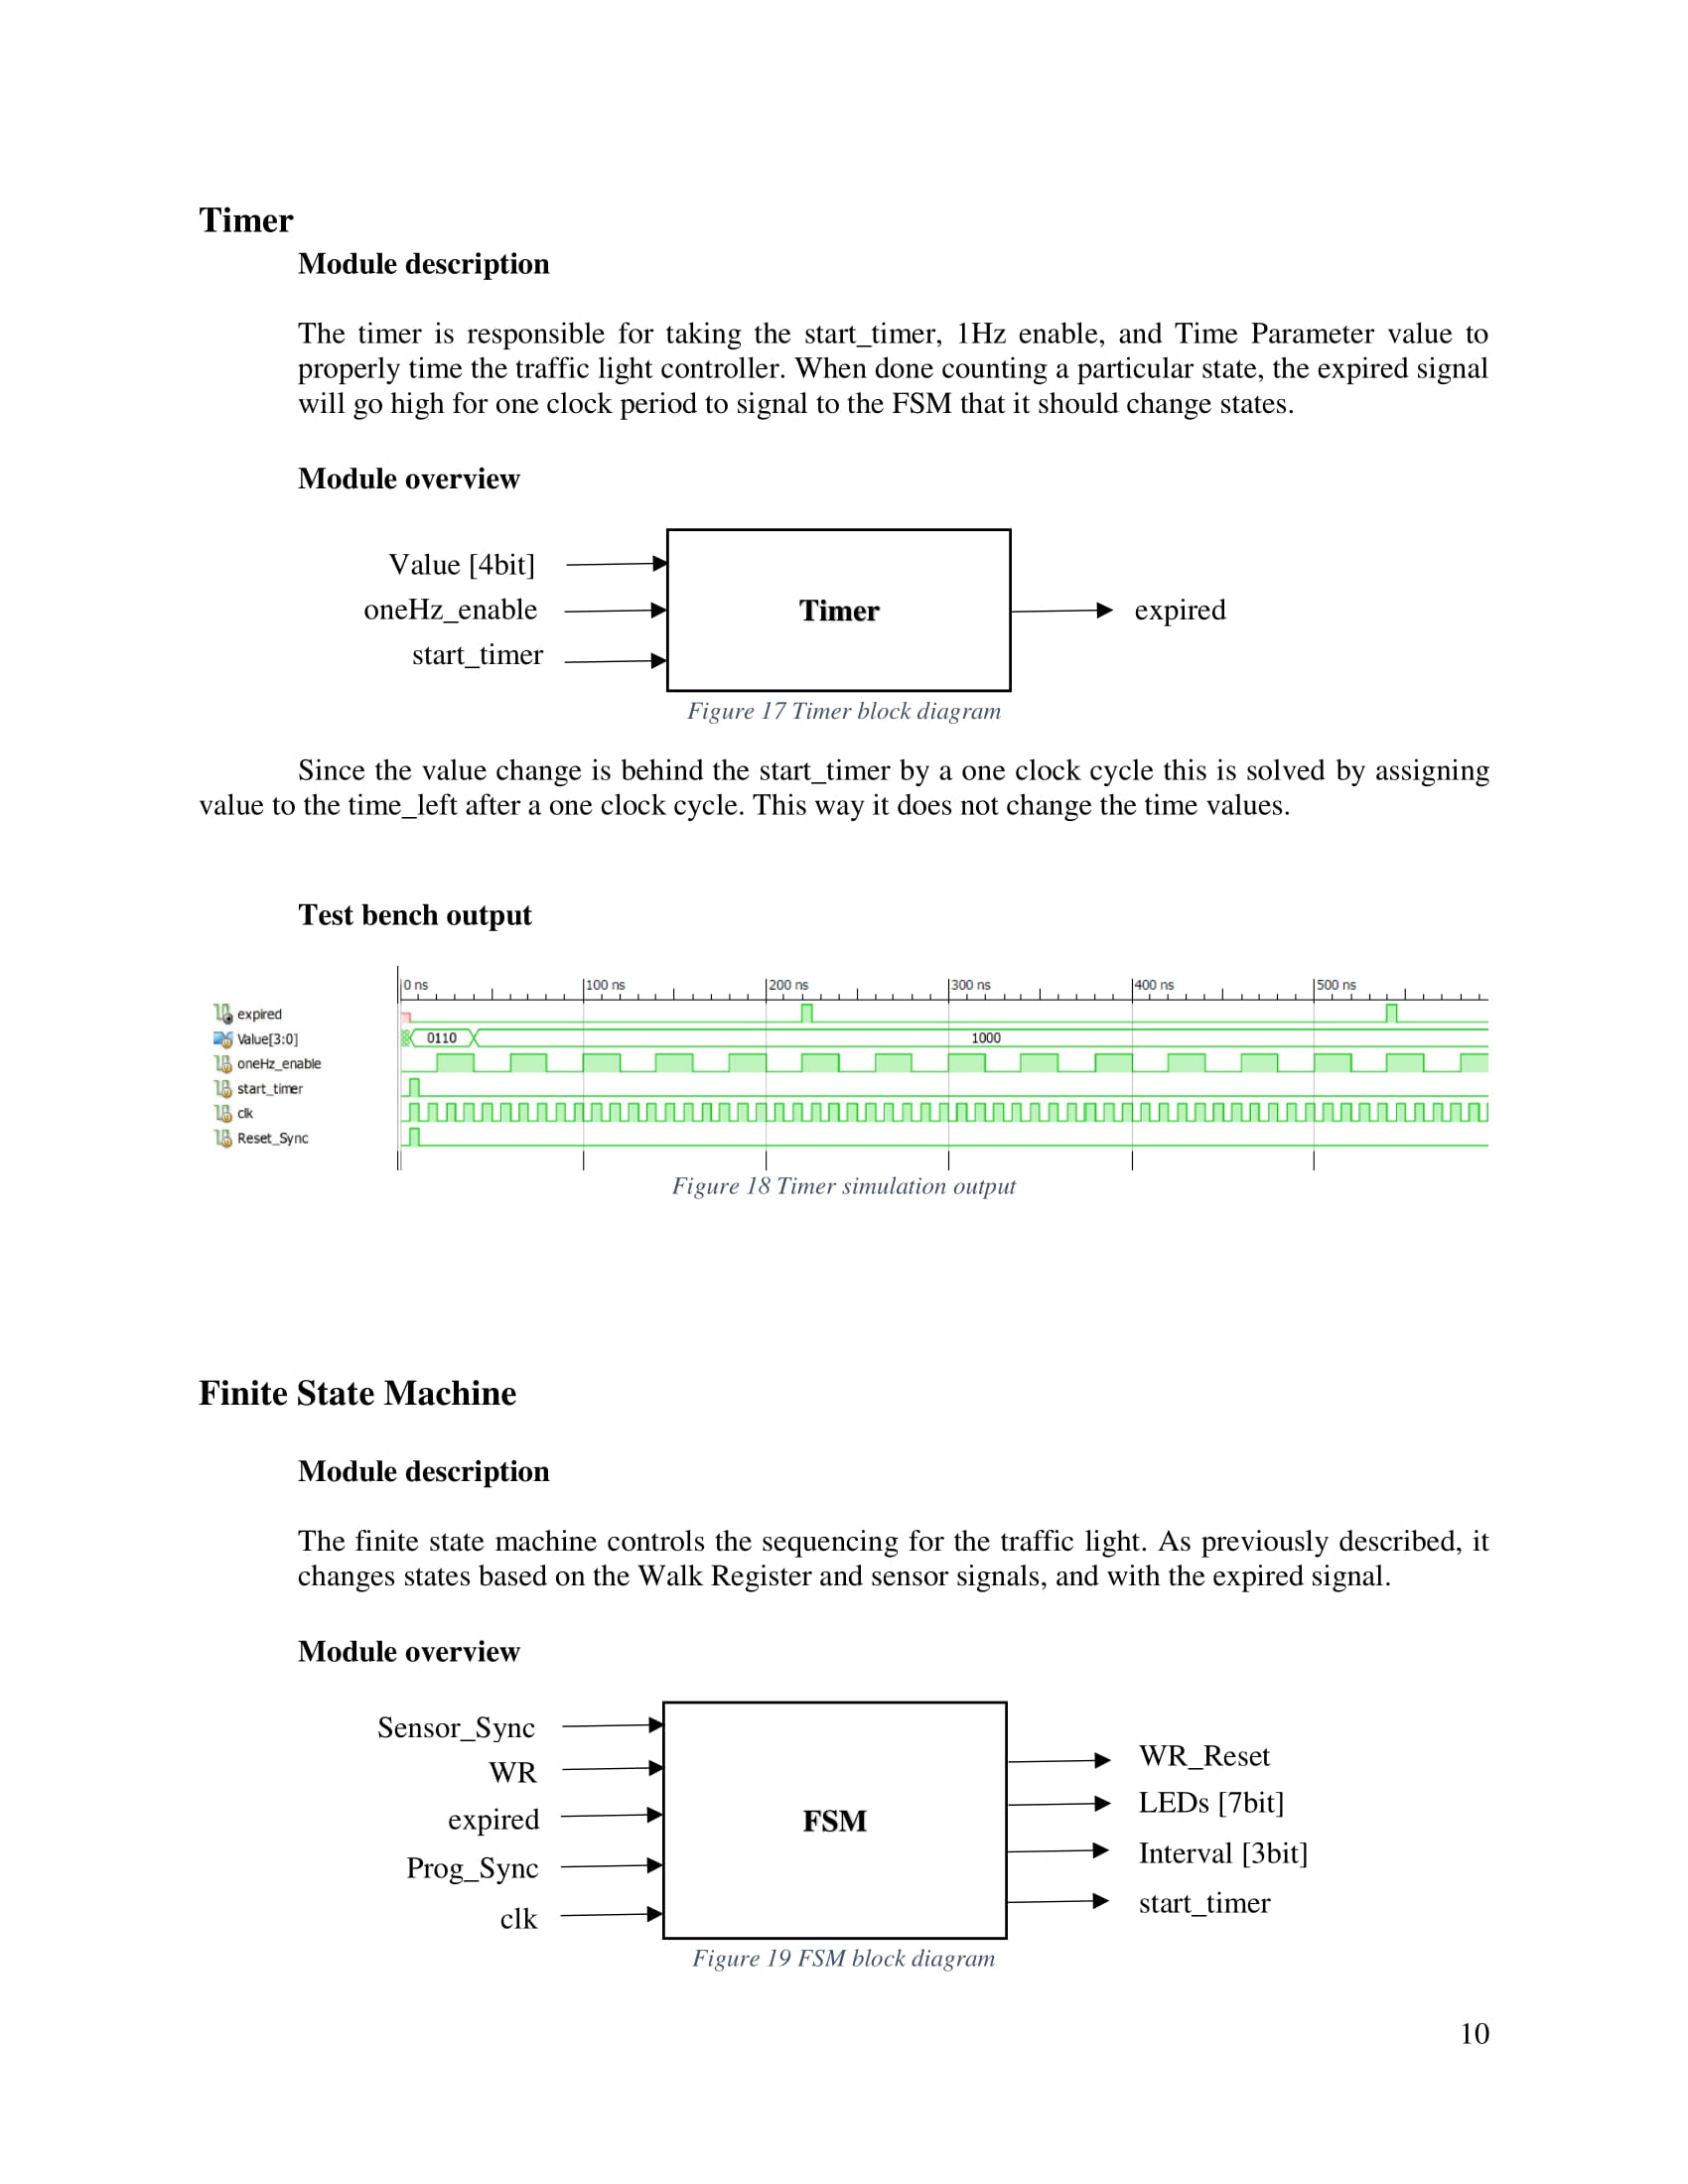 Timer
Module description
The timer is responsible for taking the start_timer, 1Hz enable, and Time Parameter value to
properly time the traffic light controller. When done counting a particular state, the expired signal
will go high for one clock period to signal to the FSM that it should change states.
Module overview
Value [4bit]
oneHz_enable
start_timer
Timer
expired
Figure 17 Timer block diagram
Since the value change is behind the start_timer by a one clock cycle this is solved by assigning
value to the time_left after a one clock cycle. This way it does not change the time values.
Test bench output
0 ns 100 ns 200 ns 300 ns 400 ns 500 ns
expired
Value[3:0] 0110 1000
oneHz_enable
start_timer
clk
Reset_Sync
Figure 18 Timer simulation output
Finite State Machine
Module description
The finite state machine controls the sequencing for the traffic light. As previously described, it
changes states based on the Walk Register and sensor signals, and with the expired signal.
Module overview
Sensor_Sync
WR
expired
Prog_Sync
clk
FSM
WR_Reset
LEDs [7bit]
Interval [3bit]
start_timer
Figure 19 FSM block diagram
10